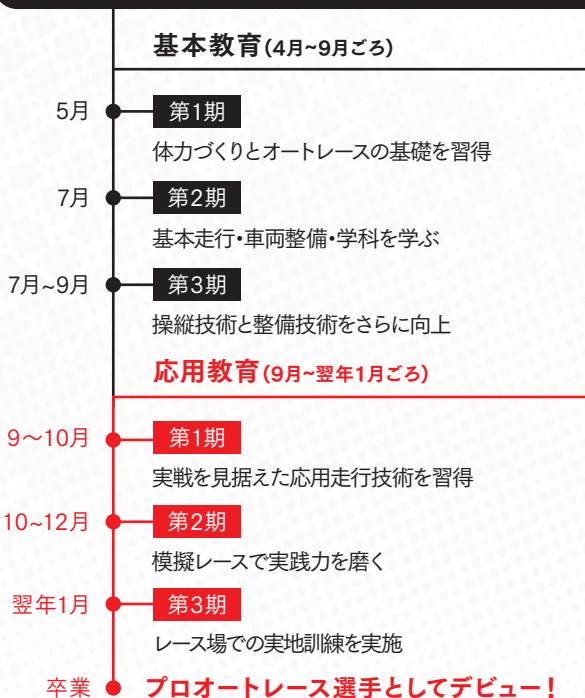 基本教育(4月~9月ごろ)
5月 第1期
体力づくりとオートレースの基礎を習得
7月 第2期
基本走行・車両整備・学科を学ぶ
7月~9月 第3期
操縦技術と整備技術をさらに向上
応用教育(9月~翌年1月ごろ)
9〜10月 第1期
実戦を見据えた応用走行技術を習得
10~12月 第2期
模擬レースで実践力を磨く
翌年1月 第3期
レース場での実地訓練を実施
卒業 プロオートレース選手としてデビュー!